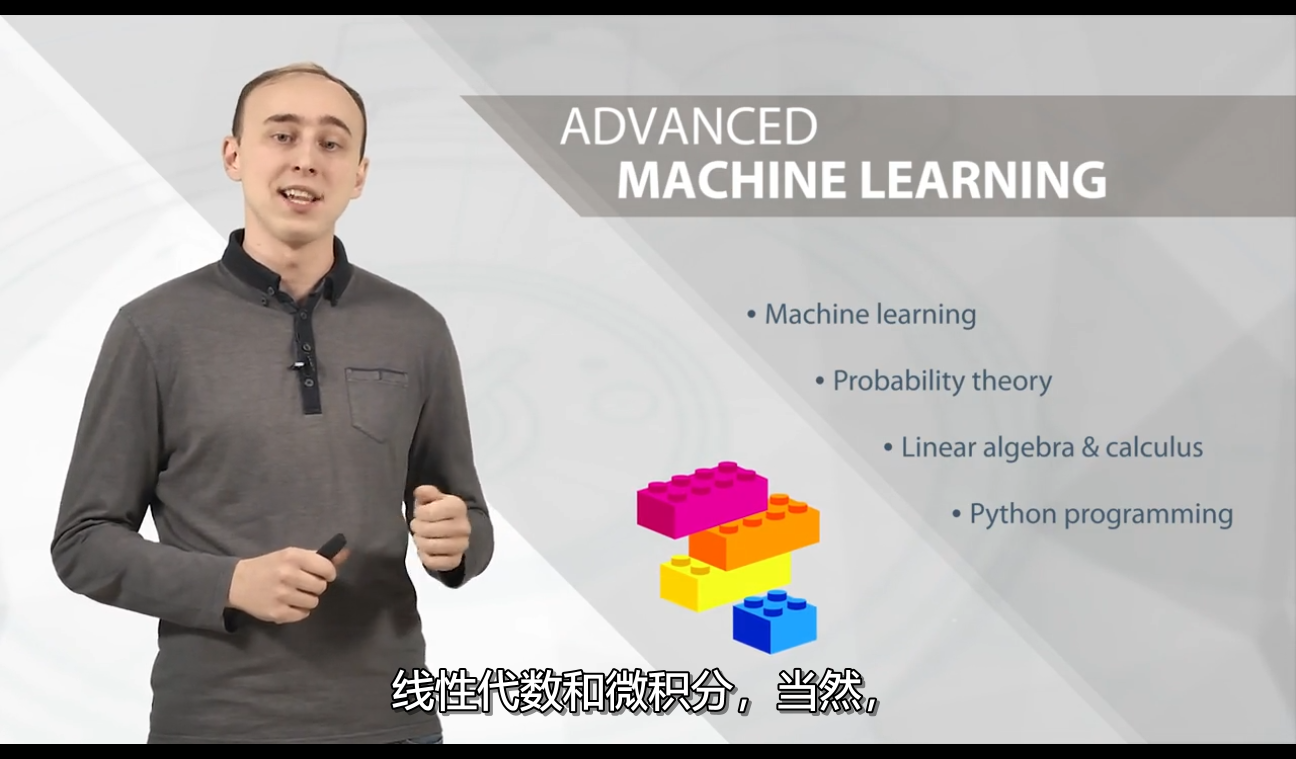 ADVANCED
MACHINE LEARNING
• Machine learning
• Probability theory
• Linear algebra & calculus
• Python programming
线性代数和微积分，当然，